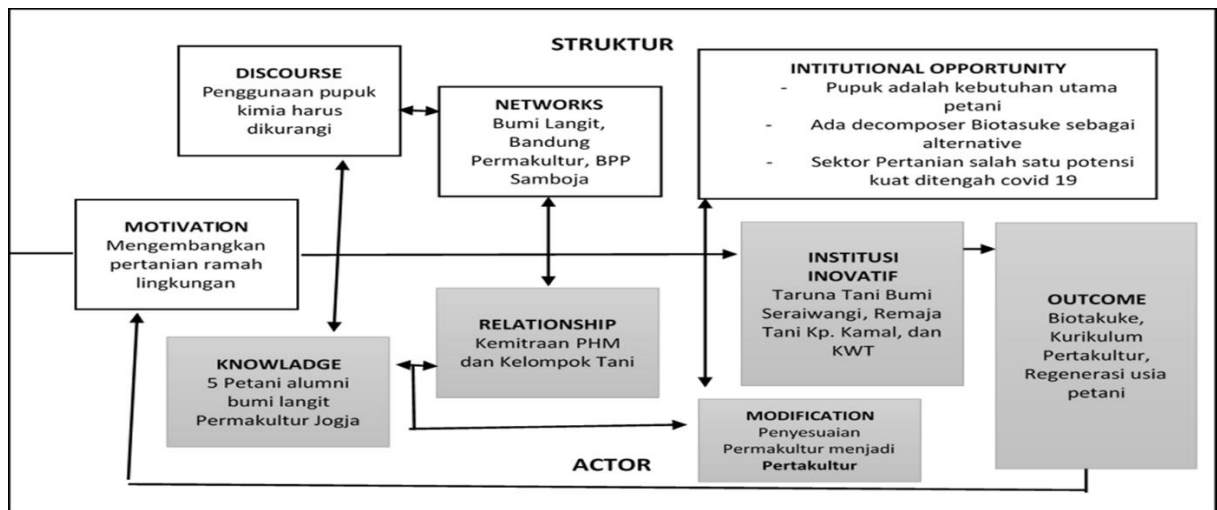 STRUKTUR
DISCOURSE
Penggunaan pupuk
kimia harus
dikurangi
NETWORKS
Bumi Langit,
Bandung
Permakultur, BPP
Samboja
INTITUTIONAL OPPORTUNITY
- Pupuk adalah kebutuhan utama
petani
- Ada decomposer Biotasuke sebagai
alternative
- Sektor Pertanian salah satu potensi
kuat ditengah covid 19
MOTIVATION
Mengembangkan
pertanian ramah
lingkungan
KNOWLADGE
5 Petani alumni
bumi langit
Permakultur Jogja
RELATIONSHIP
Kemitraan PHM
dan Kelompok Tani
INSTITUSI
INOVATIF
Taruna Tani Bumi
Seraiwangi, Remaja
Tani Kp. Kamal, dan
KWT
MODIFICATION
Penyesuaian
Permakultur menjadi
Pertakultur
OUTCOME
Biotakuke,
Kurikulum
Pertakultur,
Regenerasi usia
petani
ACTOR